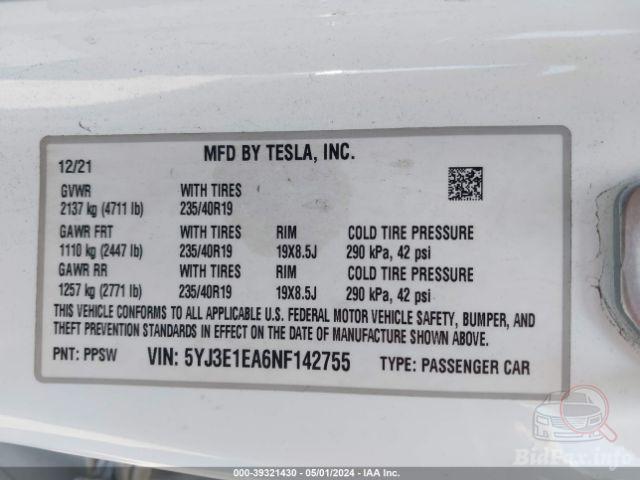 MFD BY TESLA, INC.
12/21
GVWR WITH TIRES
2137 kg (4711 lb) 235/40R19
GAWR FRT WITH TIRES RIM COLD TIRE PRESSURE
1110 kg (2447 lb) 235/40R19 19X8.5J 290 kPa, 42 psi
GAWR RR WITH TIRES RIM COLD TIRE PRESSURE
1257 kg (2771 lb) 235/40R19 19X8.5J 290 kPa, 42 psi
THIS VEHICLE CONFORMS TO ALL APPLICABLE U.S. FEDERAL MOTOR VEHICLE SAFETY, BUMPER, AND
THEFT PREVENTION STANDARDS IN EFFECT ON THE DATE OF MANUFACTURE SHOWN ABOVE.
PNT: PPSW VIN: 5YJ3E1EA6NF142755 TYPE: PASSENGER CAR
BidFax.info
000-39321430 - 05/01/2024 - IAA Inc.